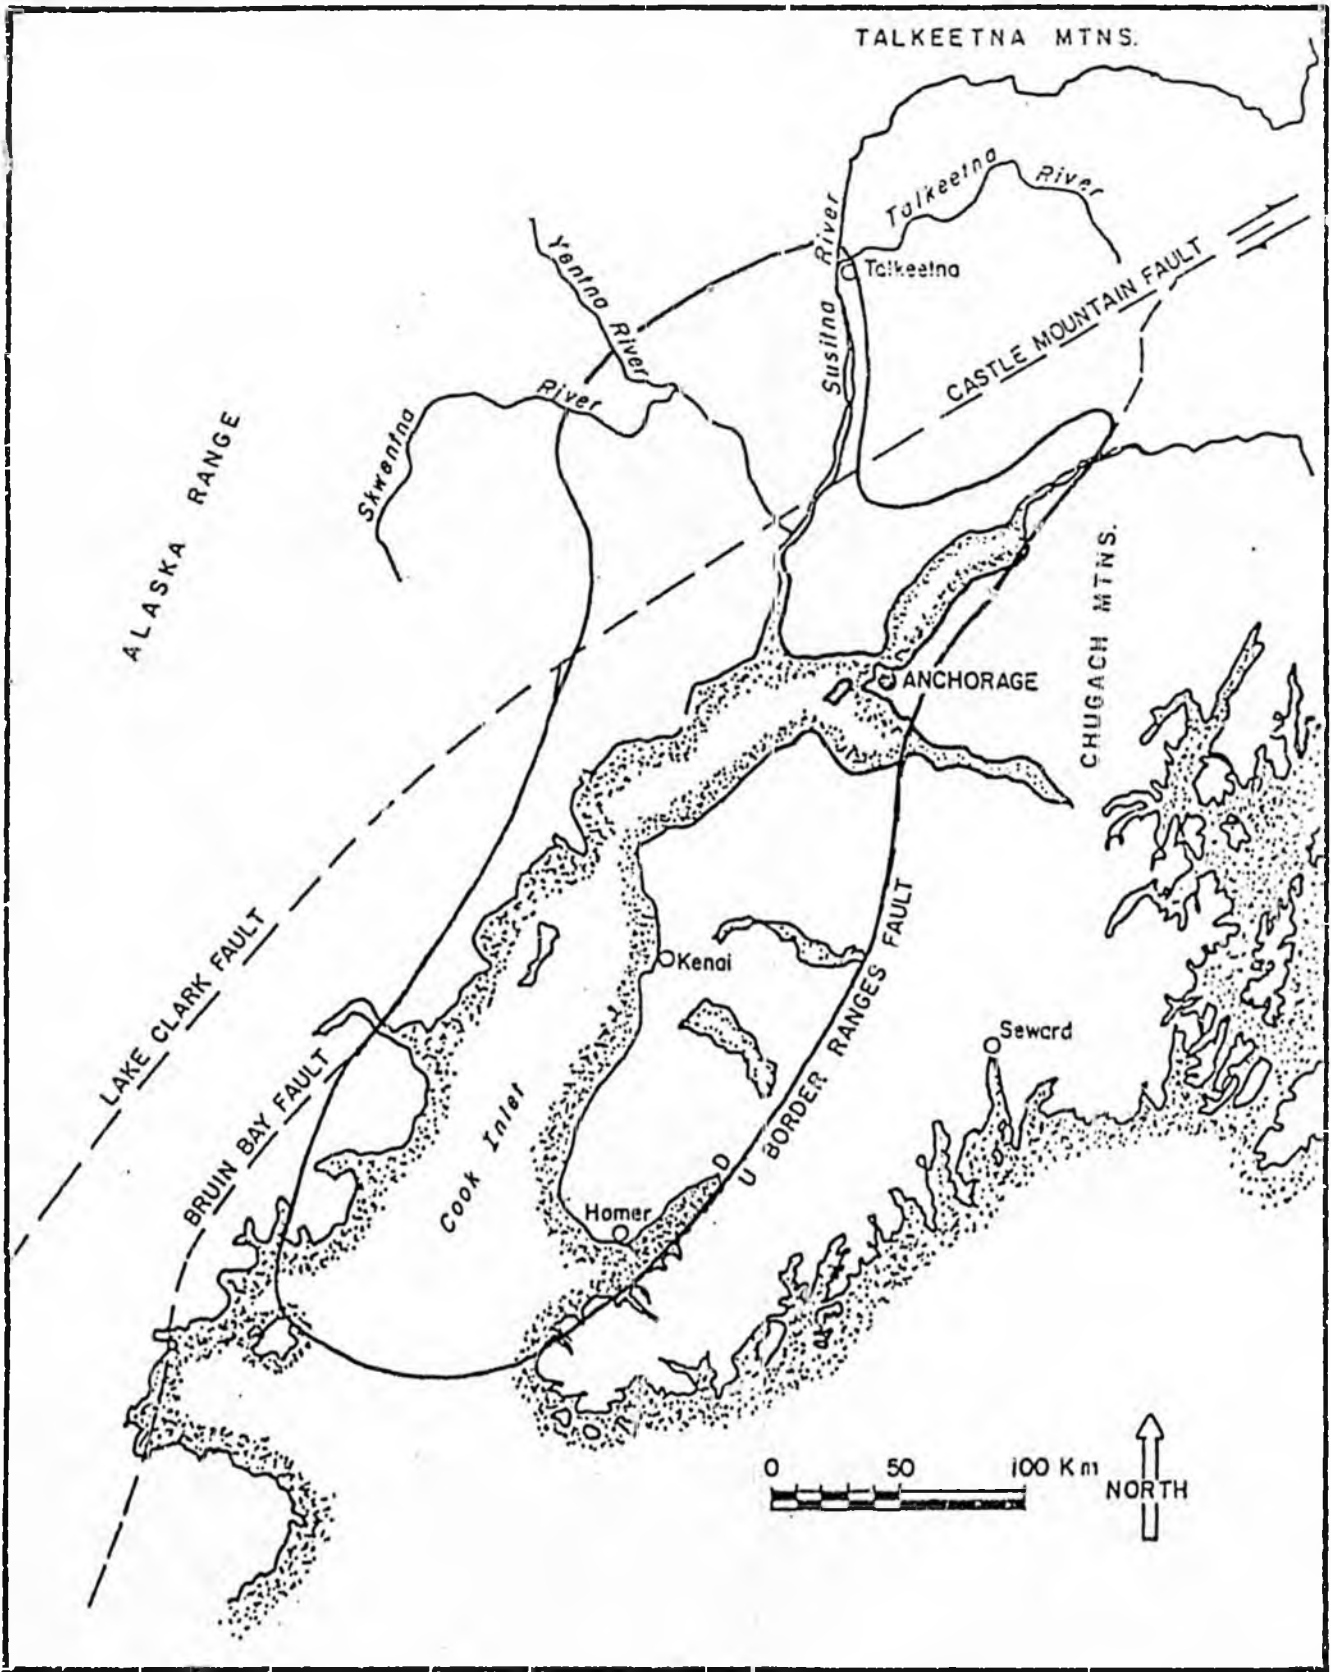 TALKEETNA MTNS.
Talkeetna River
Susitna River
Talkeetna
Yentna River
CASTLE MOUNTAIN FAULT
Skwentna River
ALASKA RANGE
CHUGACH MTNS.
ANCHORAGE
LAKE CLARK FAULT
BRUIN BAY FAULT
Kenai
BORDER RANGES FAULT
U
D
Seward
Cook Inlet
Homer
0 50 100 Km
NORTH